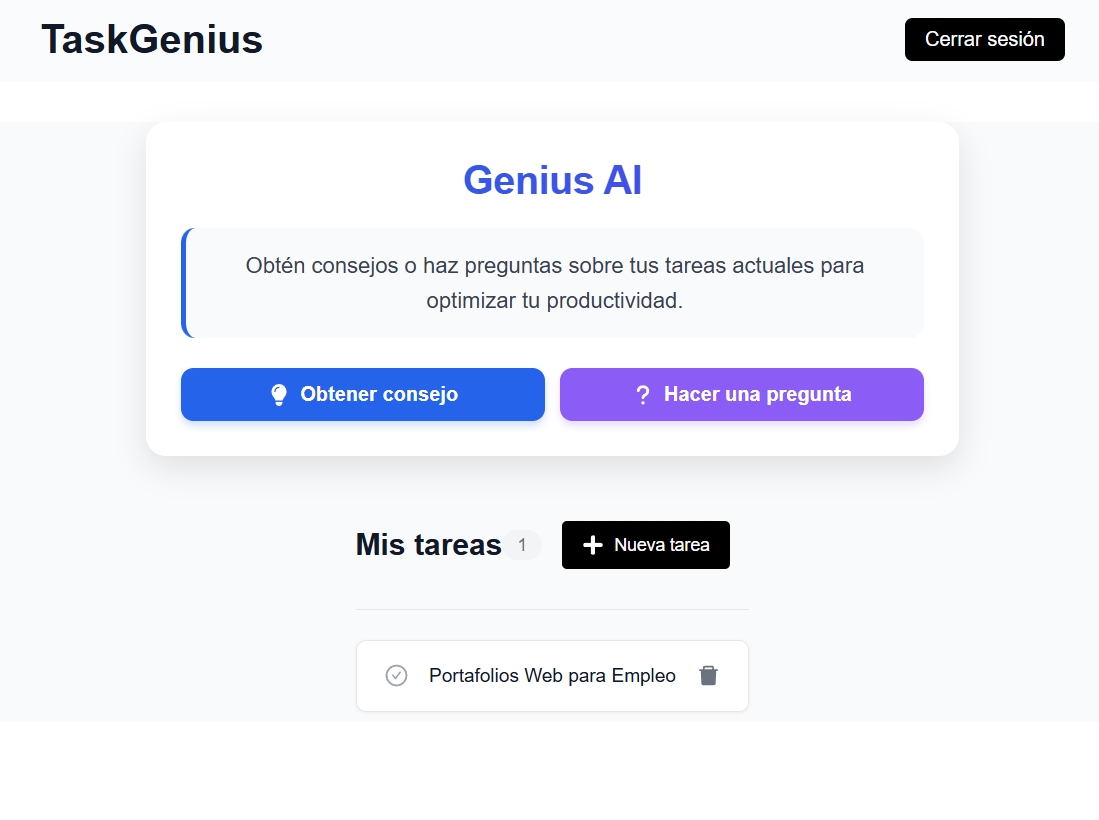 TaskGenius
Cerrar sesión
Genius AI
Obtén consejos o haz preguntas sobre tus tareas actuales para
optimizar tu productividad.
Obtener consejo
? Hacer una pregunta
Mis tareas 1
Nueva tarea
Portafolios Web para Empleo